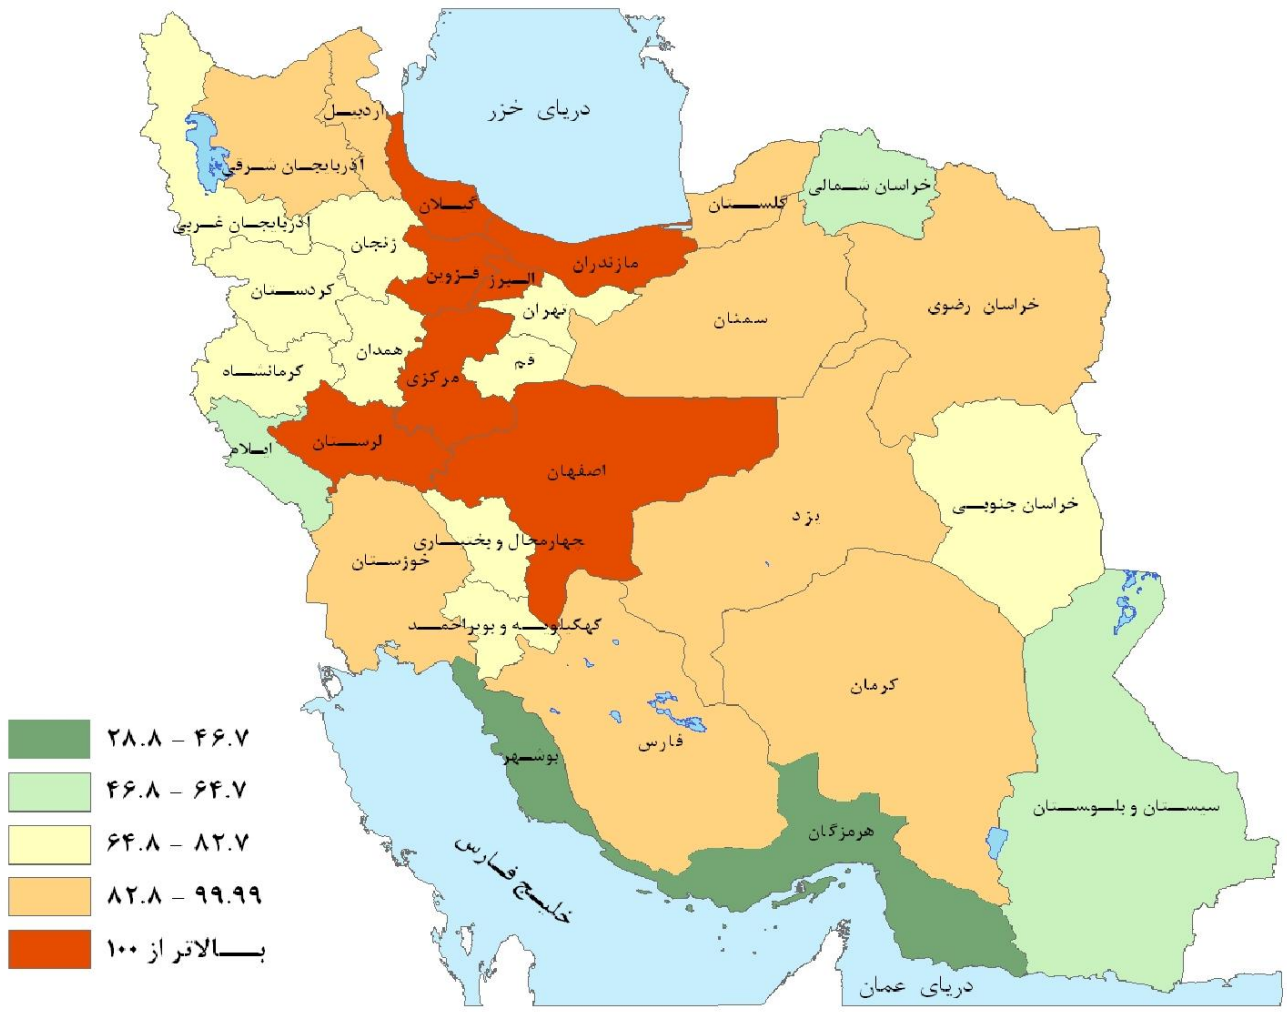 دریای خزر
اردبیل
آذربایجان شرقی
خراسان شمالی
گلستان
گیلان
آذربایجان غربی
زنجان
مازندران
قزوین
البرز
کردستان
تهران
خراسان رضوی
سمنان
همدان
قم
کرمانشاه
مرکزی
لرستان
ایلام
اصفهان
خراسان جنوبی
یزد
چهارمحال و بختیاری
خوزستان
کهکیلویه و بویراحمد
کرمان
فارس
بوشهر
سیستان و بلوچستان
هرمزگان
خلیج فارس
دریای عمان
۲۸.۸ - ۴۶.۷
۴۶.۸ - ۶۴.۷
۶۴.۸ - ۸۲.۷
۸۲.۸ - ۹۹.۹۹
بالاتر از ۱۰۰